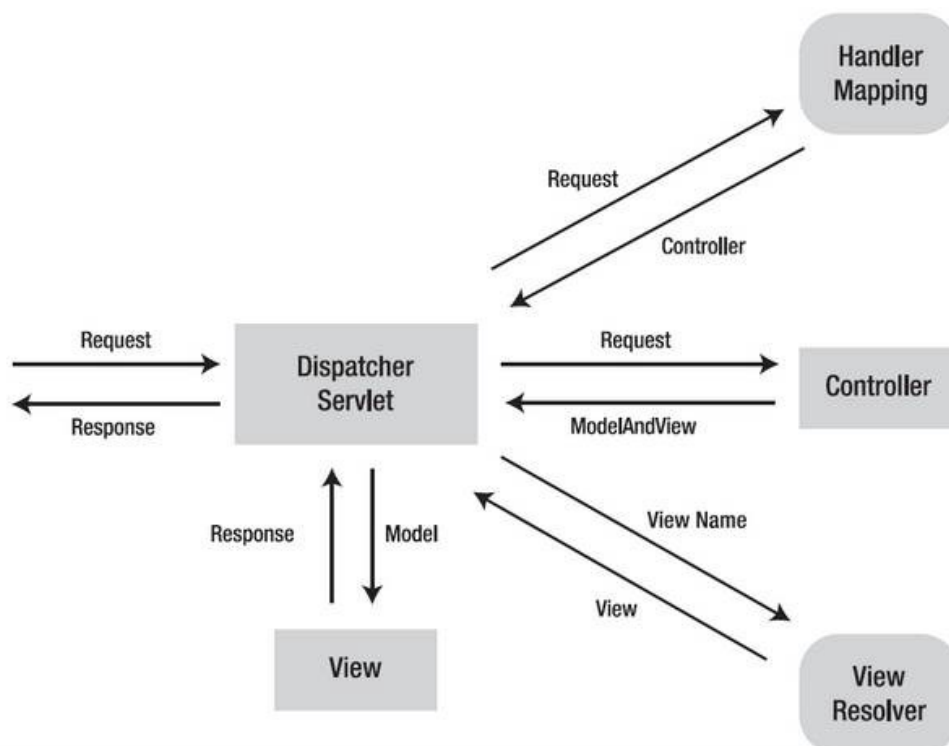 Handler
Mapping
Request
Controller
Request
Response
Dispatcher
Servlet
Request
ModelAndView
Controller
Response
Model
View Name
View
View
View
Resolver